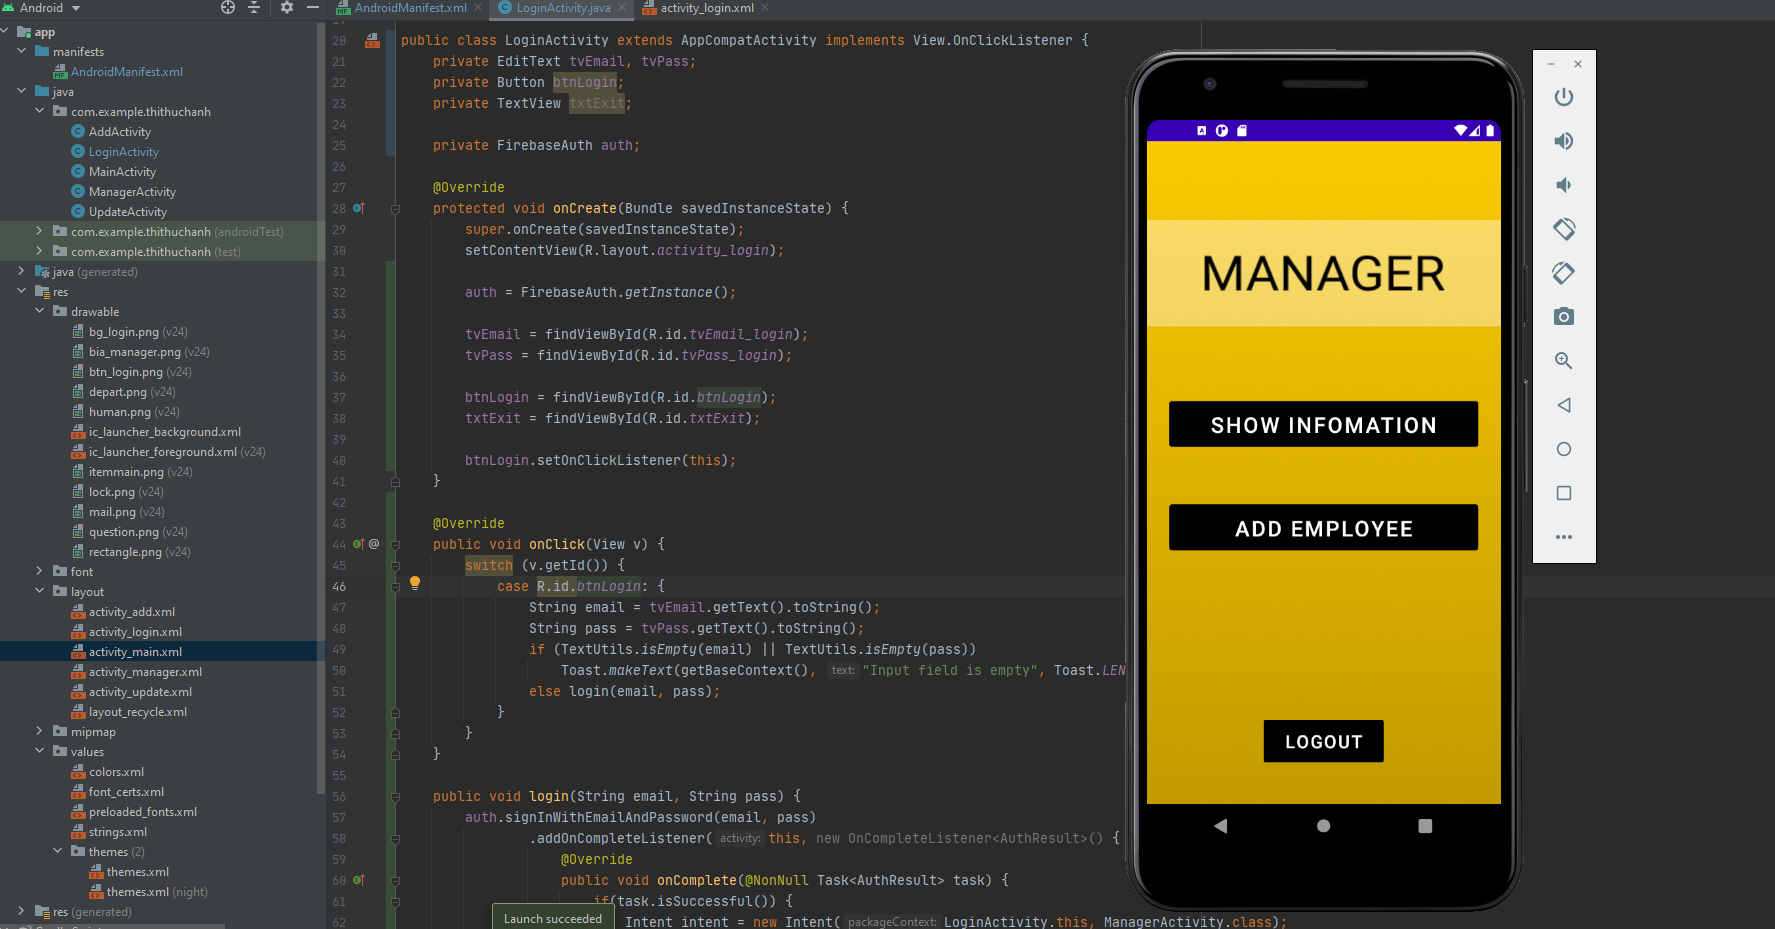 Android
AndroidManifest.xml
LoginActivity.java
activity_login.xml
app
manifests
AndroidManifest.xml
java
com.example.thithuchanh
AddActivity
LoginActivity
MainActivity
ManagerActivity
UpdateActivity
com.example.thithuchanh (androidTest)
com.example.thithuchanh (test)
java (generated)
res
drawable
bg_login.png (v24)
bia_manager.png (v24)
btn_login.png (v24)
depart.png (v24)
human.png (v24)
ic_launcher_background.xml
ic_launcher_foreground.xml (v24)
itemmain.png (v24)
lock.png (v24)
mail.png (v24)
question.png (v24)
rectangle.png (v24)
font
layout
activity_add.xml
activity_login.xml
activity_main.xml
activity_manager.xml
activity_update.xml
layout_recycle.xml
mipmap
values
colors.xml
font_certs.xml
preloaded_fonts.xml
strings.xml
themes (2)
themes.xml
themes.xml (night)
res (generated)
20 public class LoginActivity extends AppCompatActivity implements View.OnClickListener {
21 private EditText tvEmail, tvPass;
22 private Button btnLogin;
23 private TextView txtExit;
24
25 private FirebaseAuth auth;
26
27 @Override
28 protected void onCreate(Bundle savedInstanceState) {
29 super.onCreate(savedInstanceState);
30 setContentView(R.layout.activity_login);
31
32 auth = FirebaseAuth.getInstance();
33
34 tvEmail = findViewById(R.id.tvEmail_login);
35 tvPass = findViewById(R.id.tvPass_login);
36
37 btnLogin = findViewById(R.id.btnLogin);
38 txtExit = findViewById(R.id.txtExit);
39
40 btnLogin.setOnClickListener(this);
41 }
42
43 @Override
44 @ public void onClick(View v) {
45 switch (v.getId()) {
46 case R.id.btnLogin: {
47 String email = tvEmail.getText().toString();
48 String pass = tvPass.getText().toString();
49 if (TextUtils.isEmpty(email) || TextUtils.isEmpty(pass))
50 Toast.makeText(getBaseContext(), text: "Input field is empty", Toast.LEN
51 else login(email, pass);
52 }
53 }
54 }
55
56 public void login(String email, String pass) {
57 auth.signInWithEmailAndPassword(email, pass)
58 .addOnCompleteListener( activity: this, new OnCompleteListener<AuthResult>() {
59 @Override
60 public void onComplete(@NonNull Task<AuthResult> task) {
61 if(task.isSuccessful()) {
62 Intent intent = new Intent( packageContext: LoginActivity.this, ManagerActivity.class);
Launch succeeded
MANAGER
SHOW INFOMATION
ADD EMPLOYEE
LOGOUT